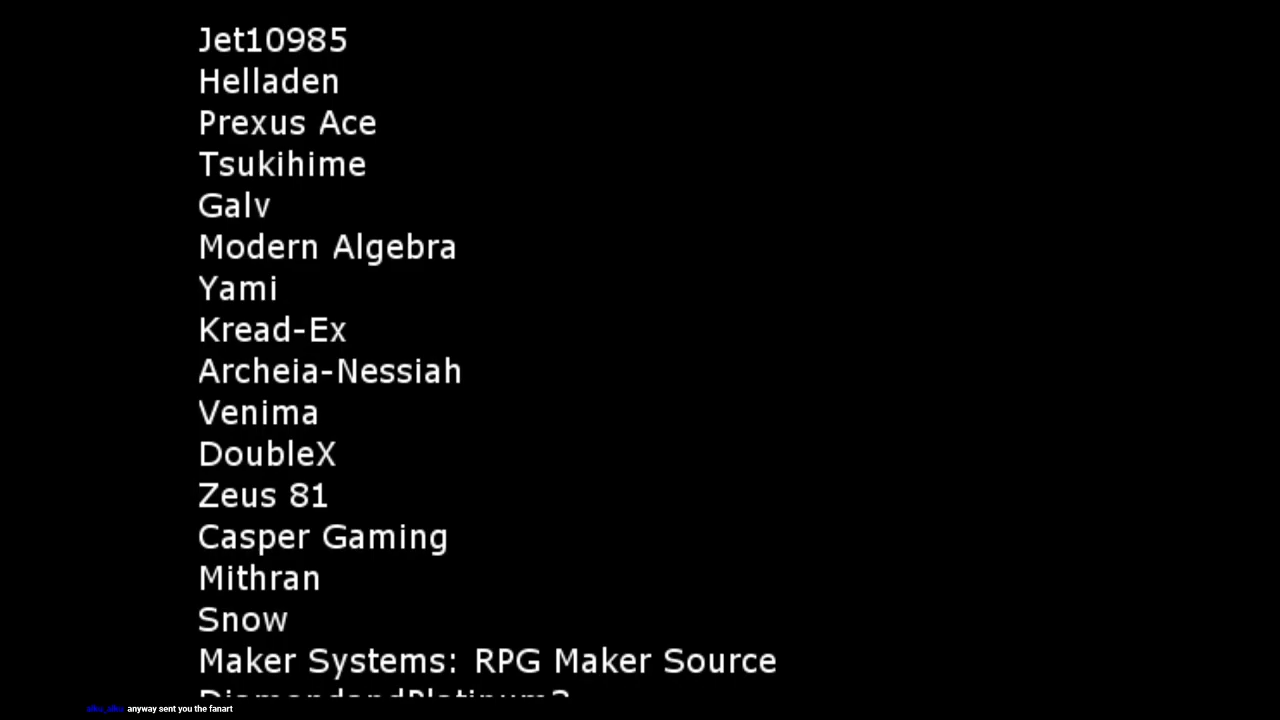 Jet10985
Helladen
Prexus Ace
Tsukihime
Galv
Modern Algebra
Yami
Kread-Ex
Archeia-Nessiah
Venima
DoubleX
Zeus 81
Casper Gaming
Mithran
Snow
Maker Systems: RPG Maker Source
DiamondandPlatinum3
anyway sent you the fanart